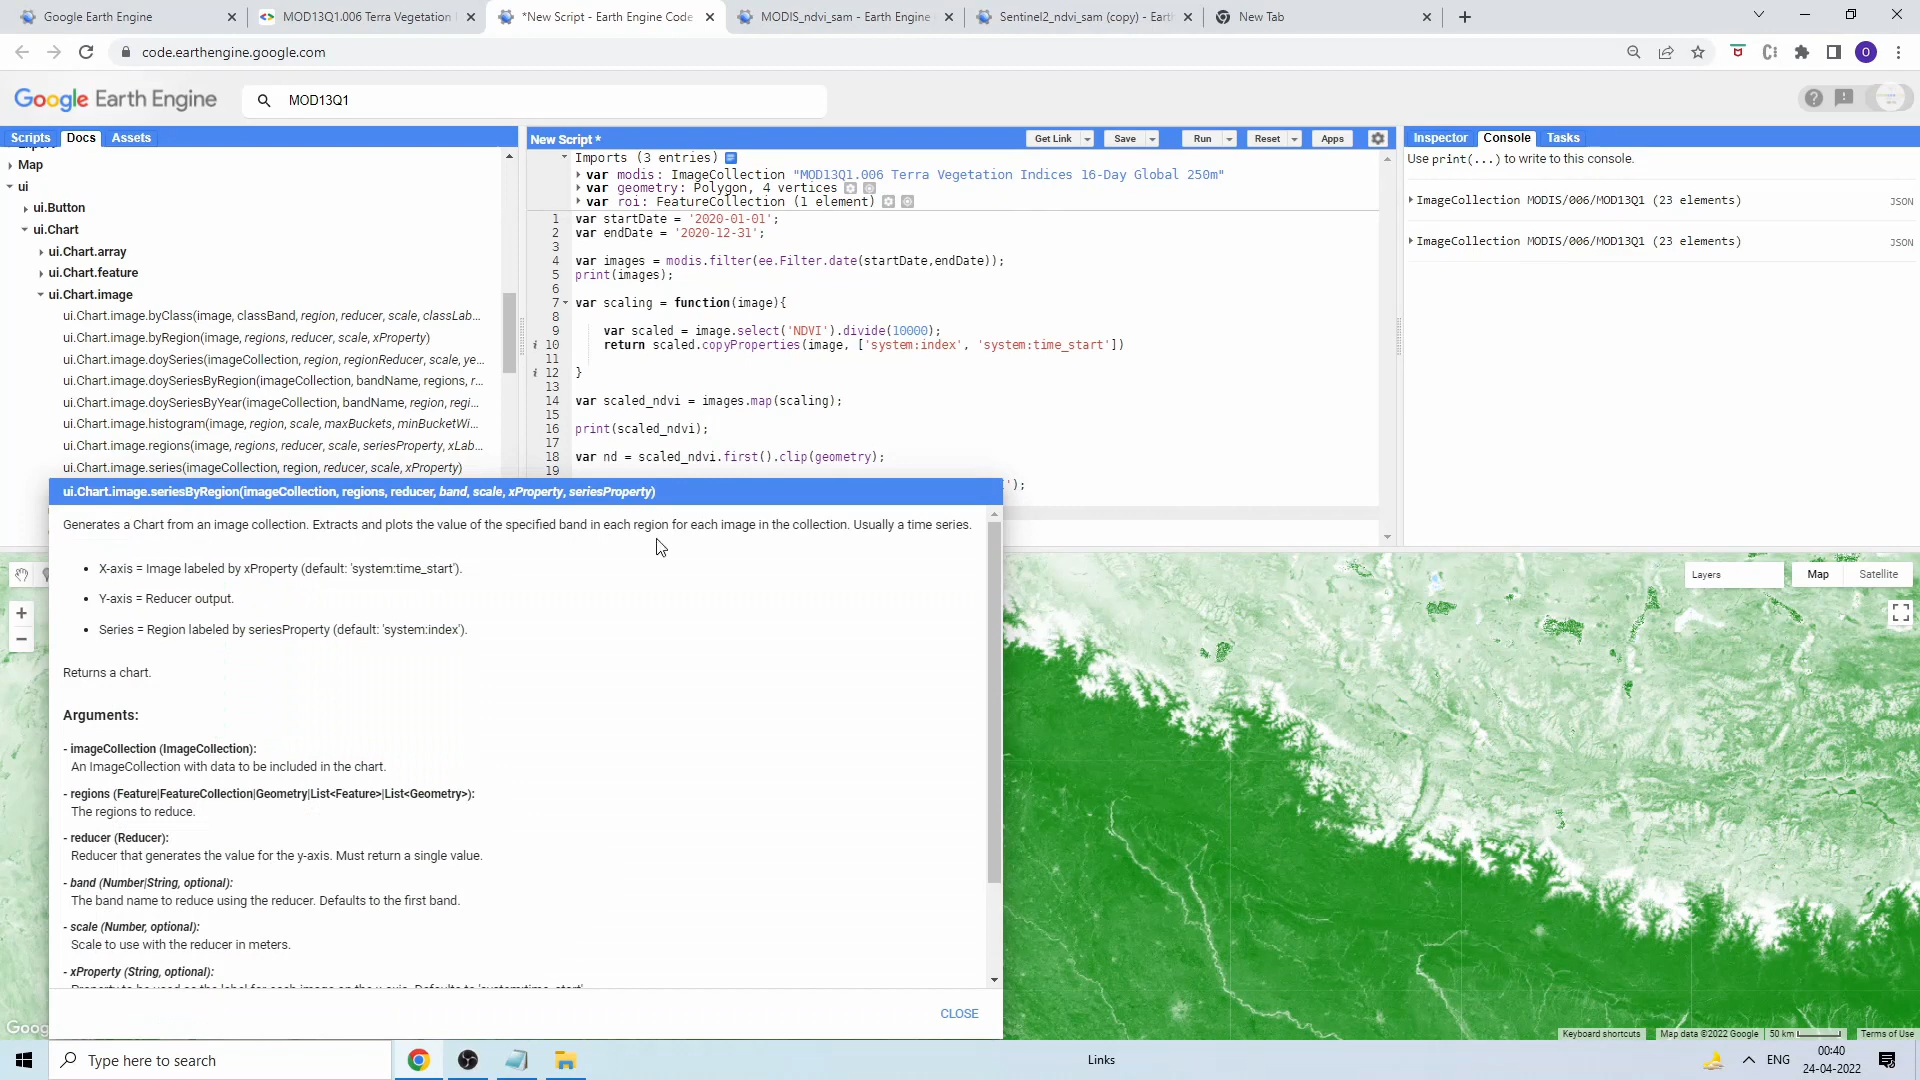 Google Earth Engine
MOD13Q1.006 Terra Vegetation
*New Script - Earth Engine Code
MODIS_ndvi_sam - Earth Engine
Sentinel2_ndvi_sam (copy) - Eart
New Tab
code.earthengine.google.com
O
Google Earth Engine
MOD13Q1
Scripts
Docs
Assets
Map
ui
ui.Button
ui.Chart
ui.Chart.array
ui.Chart.feature
ui.Chart.image
ui.Chart.image.byClass(image, classBand, region, reducer, scale, classLab...
ui.Chart.image.byRegion(image, regions, reducer, scale, xProperty)
ui.Chart.image.doySeries(imageCollection, region, regionReducer, scale, ye...
ui.Chart.image.doySeriesByRegion(imageCollection, bandName, regions, r...
ui.Chart.image.doySeriesByYear(imageCollection, bandName, region, regi...
ui.Chart.image.histogram(image, region, scale, maxBuckets, minBucketWi...
ui.Chart.image.regions(image, regions, reducer, scale, seriesProperty, xLab...
ui.Chart.image.series(imageCollection, region, reducer, scale, xProperty)
New Script *
Get Link
Save
Run
Reset
Apps
Imports (3 entries)
var modis: ImageCollection "MOD13Q1.006 Terra Vegetation Indices 16-Day Global 250m"
var geometry: Polygon, 4 vertices
var roi: FeatureCollection (1 element)
1 var startDate = '2020-01-01';
2 var endDate = '2020-12-31';
3
4 var images = modis.filter(ee.Filter.date(startDate,endDate));
5 print(images);
6
7 var scaling = function(image){
8
9 var scaled = image.select('NDVI').divide(10000);
i 10 return scaled.copyProperties(image, ['system:index', 'system:time_start'])
11
i 12 }
13
14 var scaled_ndvi = images.map(scaling);
15
16 print(scaled_ndvi);
17
18 var nd = scaled_ndvi.first().clip(geometry);
19
');
Inspector
Console
Tasks
Use print(...) to write to this console.
ImageCollection MODIS/006/MOD13Q1 (23 elements)
JSON
ImageCollection MODIS/006/MOD13Q1 (23 elements)
JSON
ui.Chart.image.seriesByRegion(imageCollection, regions, reducer, band, scale, xProperty, seriesProperty)
Generates a Chart from an image collection. Extracts and plots the value of the specified band in each region for each image in the collection. Usually a time series.
• X-axis = Image labeled by xProperty (default: 'system:time_start').
• Y-axis = Reducer output.
• Series = Region labeled by seriesProperty (default: 'system:index').
Returns a chart.
Arguments:
- imageCollection (ImageCollection):
An ImageCollection with data to be included in the chart.
- regions (Feature|FeatureCollection|Geometry|List<Feature>|List<Geometry>):
The regions to reduce.
- reducer (Reducer):
Reducer that generates the value for the y-axis. Must return a single value.
- band (Number|String, optional):
The band name to reduce using the reducer. Defaults to the first band.
- scale (Number, optional):
Scale to use with the reducer in meters.
- xProperty (String, optional):
CLOSE
Layers
Map
Satellite
+
−
Goog
Keyboard shortcuts
Map data ©2022 Google
50 km
Terms of Use
Type here to search
Links
ENG
00:40
24-04-2022